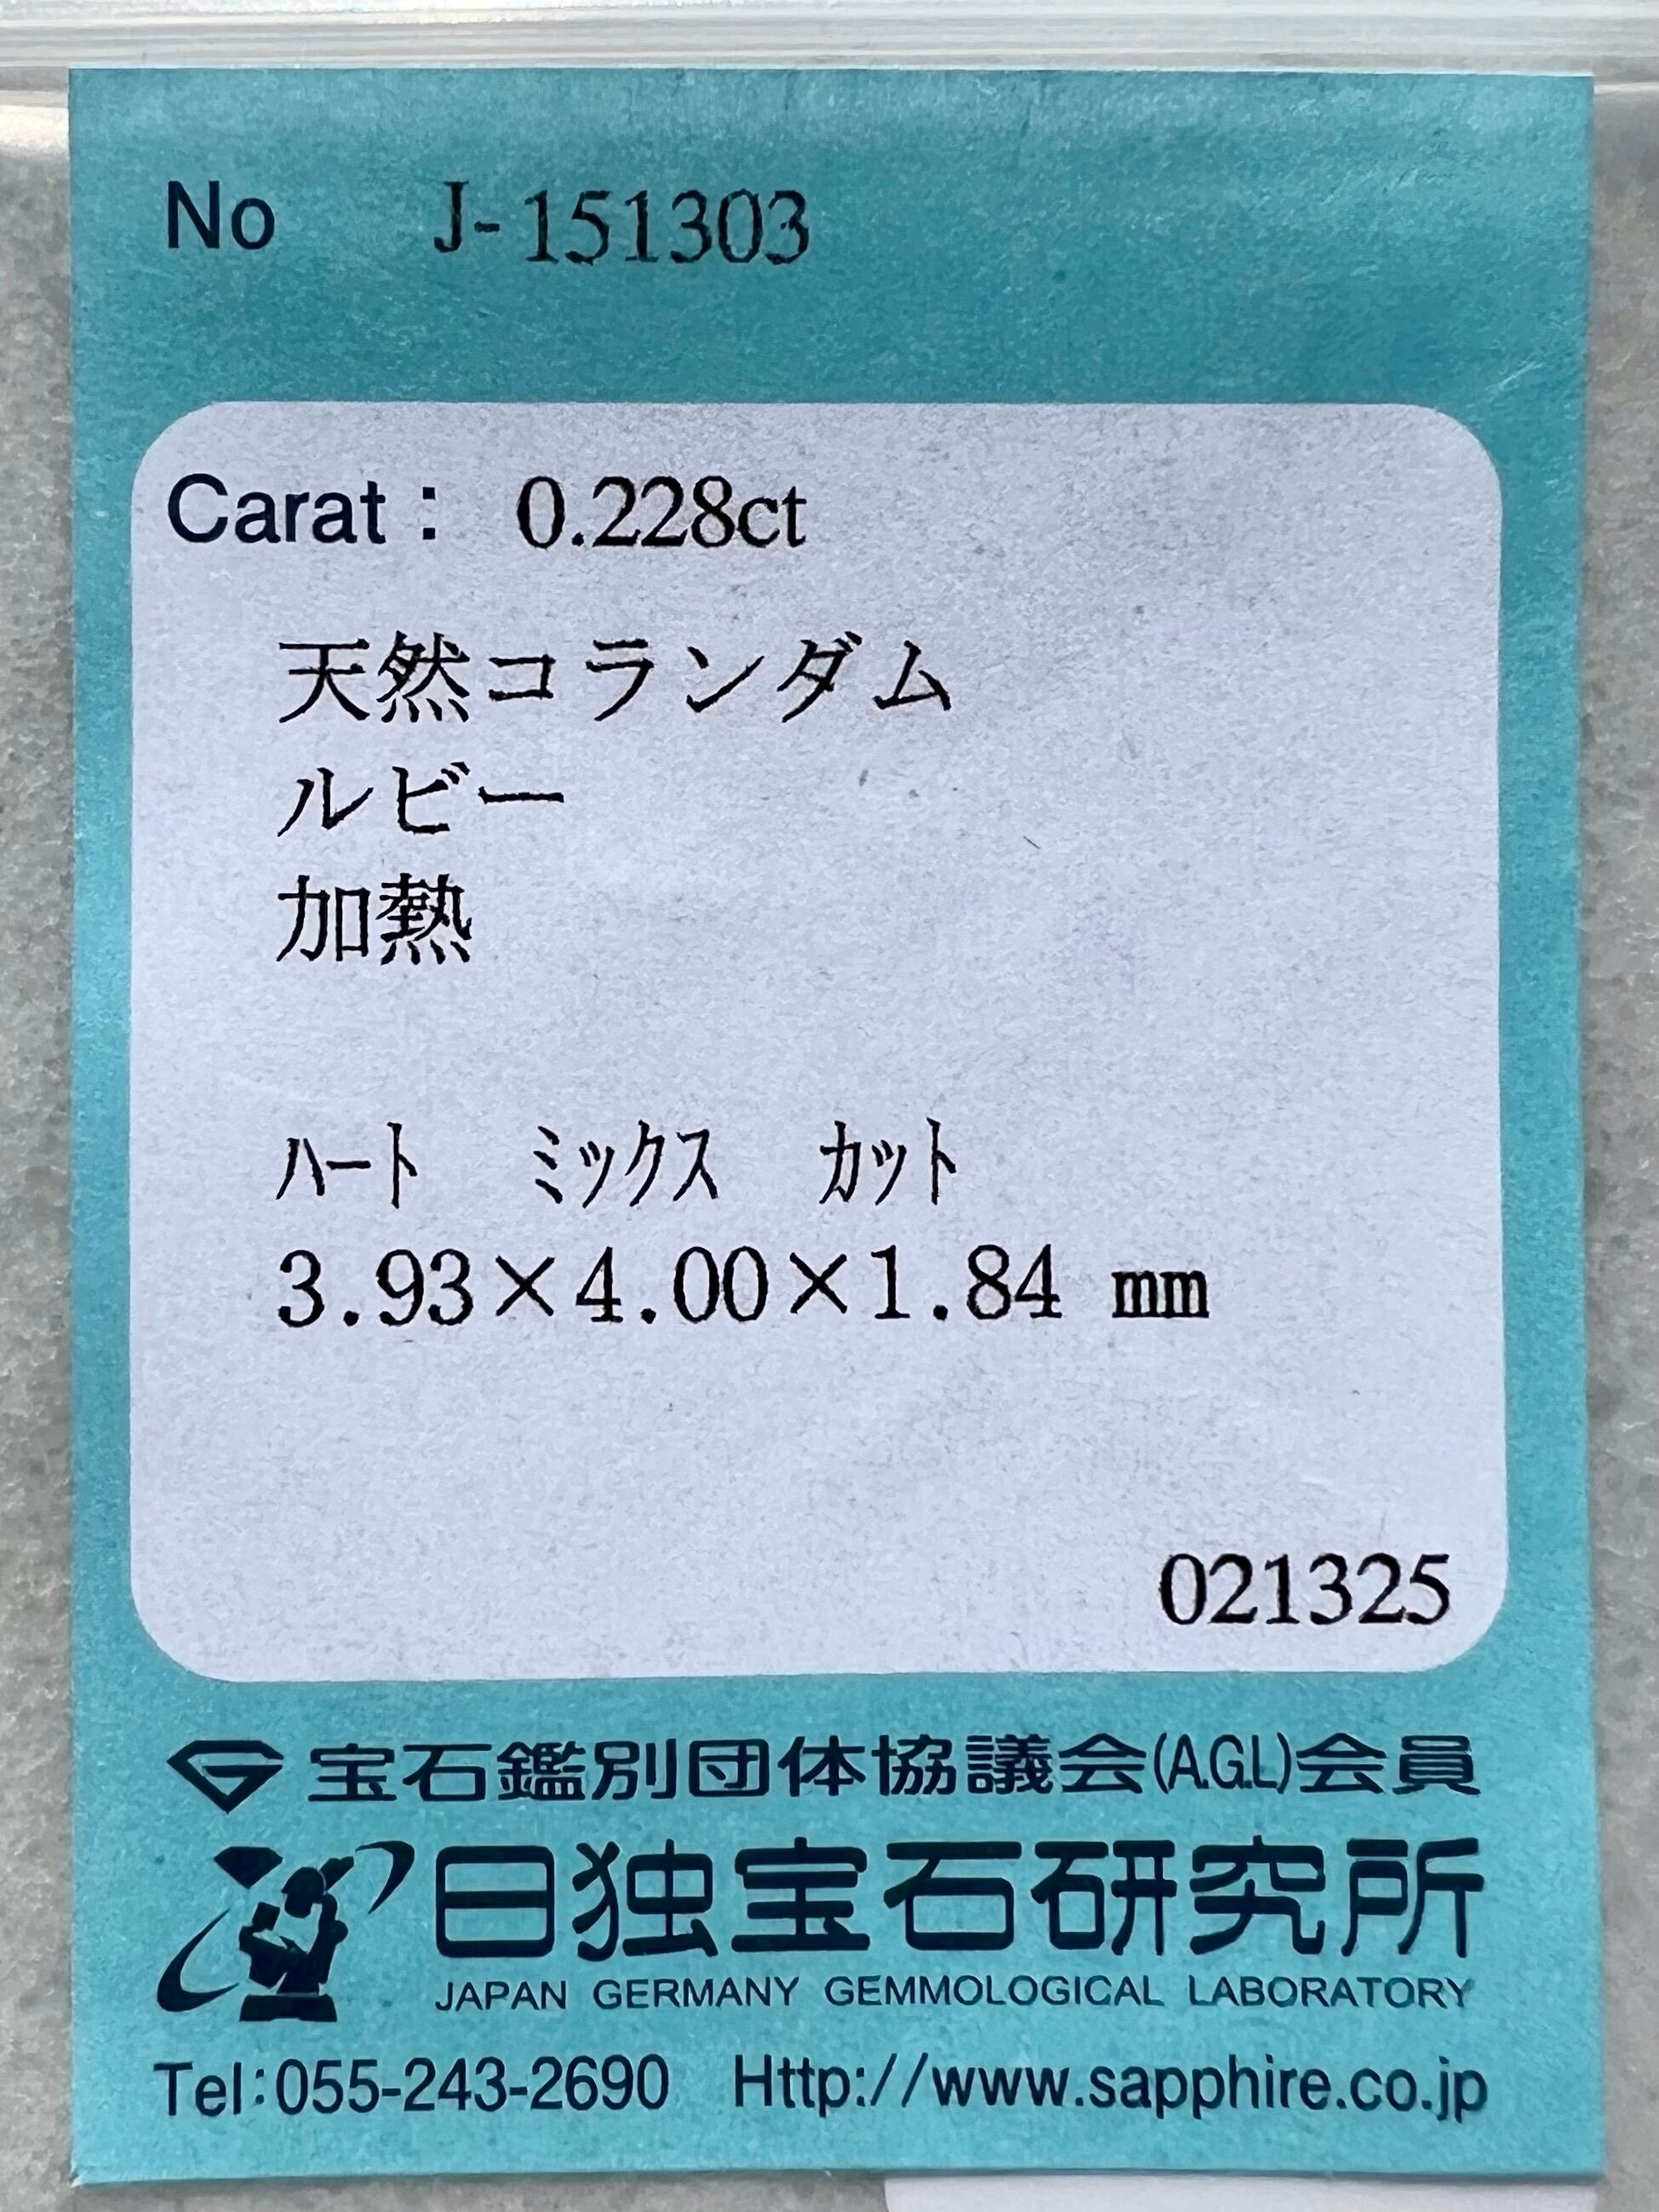 No J-151303
Carat： 0.228ct
天然コランダム
ルビー
加熱
ﾊｰﾄ ﾐｯｸｽ ｶｯﾄ
3.93×4.00×1.84 mm
021325
宝石鑑別団体協議会(A.G.L)会員
日独宝石研究所
JAPAN GERMANY GEMMOLOGICAL LABORATORY
Tel:055-243-2690 Http://www.sapphire.co.jp